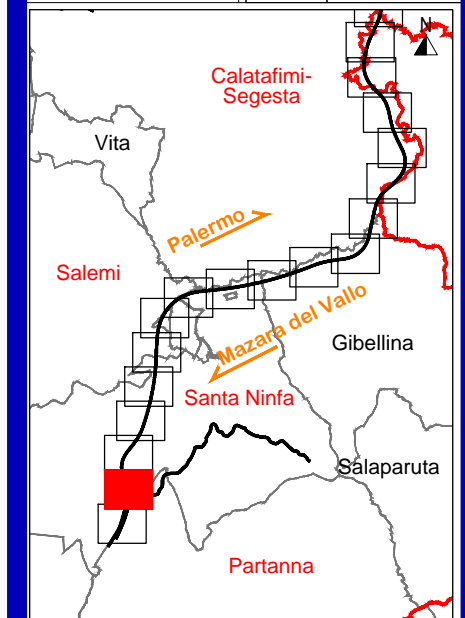 N
Calatafimi-
Segesta
Vita
Palermo
Salemi
Mazara del Vallo
Gibellina
Santa Ninfa
Salaparuta
Partanna